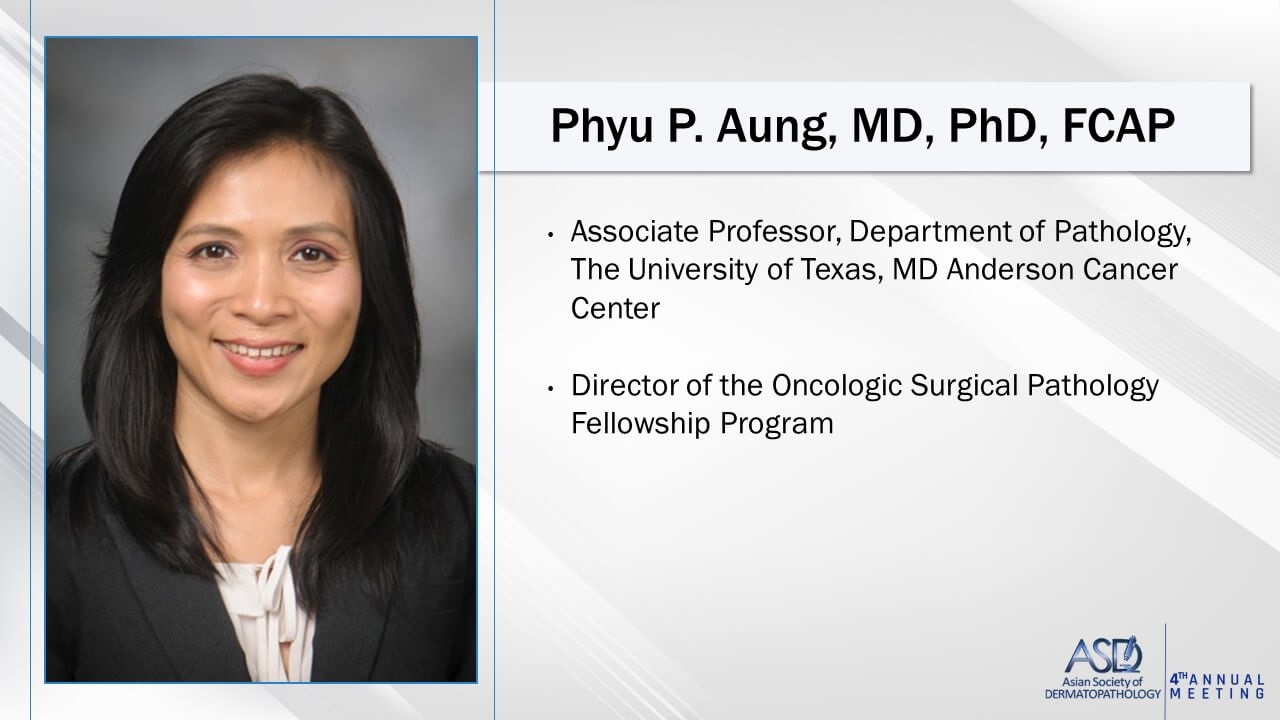 Phyu P. Aung, MD, PhD, FCAP
• Associate Professor, Department of Pathology,
The University of Texas, MD Anderson Cancer
Center
• Director of the Oncologic Surgical Pathology
Fellowship Program
ASD
Asian Society of
DERMATOPATHOLOGY
4TH ANNUAL
MEETING